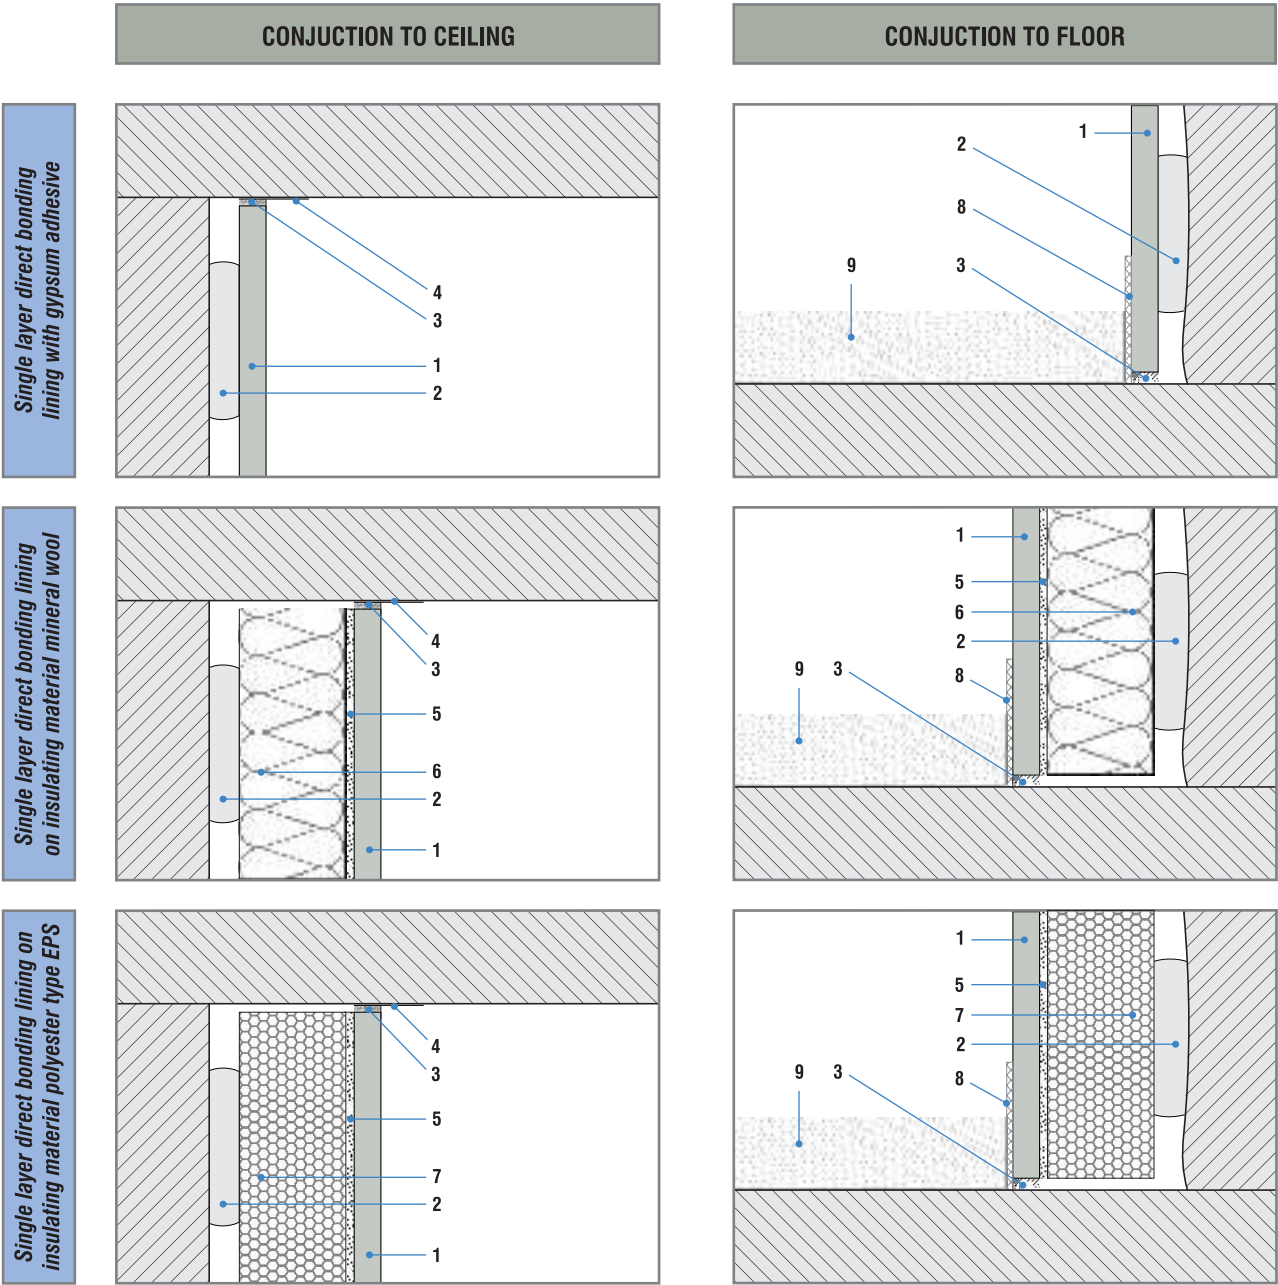 CONJUCTION TO CEILING
CONJUCTION TO FLOOR
Single layer direct bonding
lining with gypsum adhesive
4
3
1
2
1
2
8
3
9
Single layer direct bonding lining
on insulating material mineral wool
4
3
5
6
2
1
1
5
6
2
9 3 8
Single layer direct bonding lining on
insulating material polyester type EPS
4
3
5
7
2
1
1
5
7
2
9 3 8